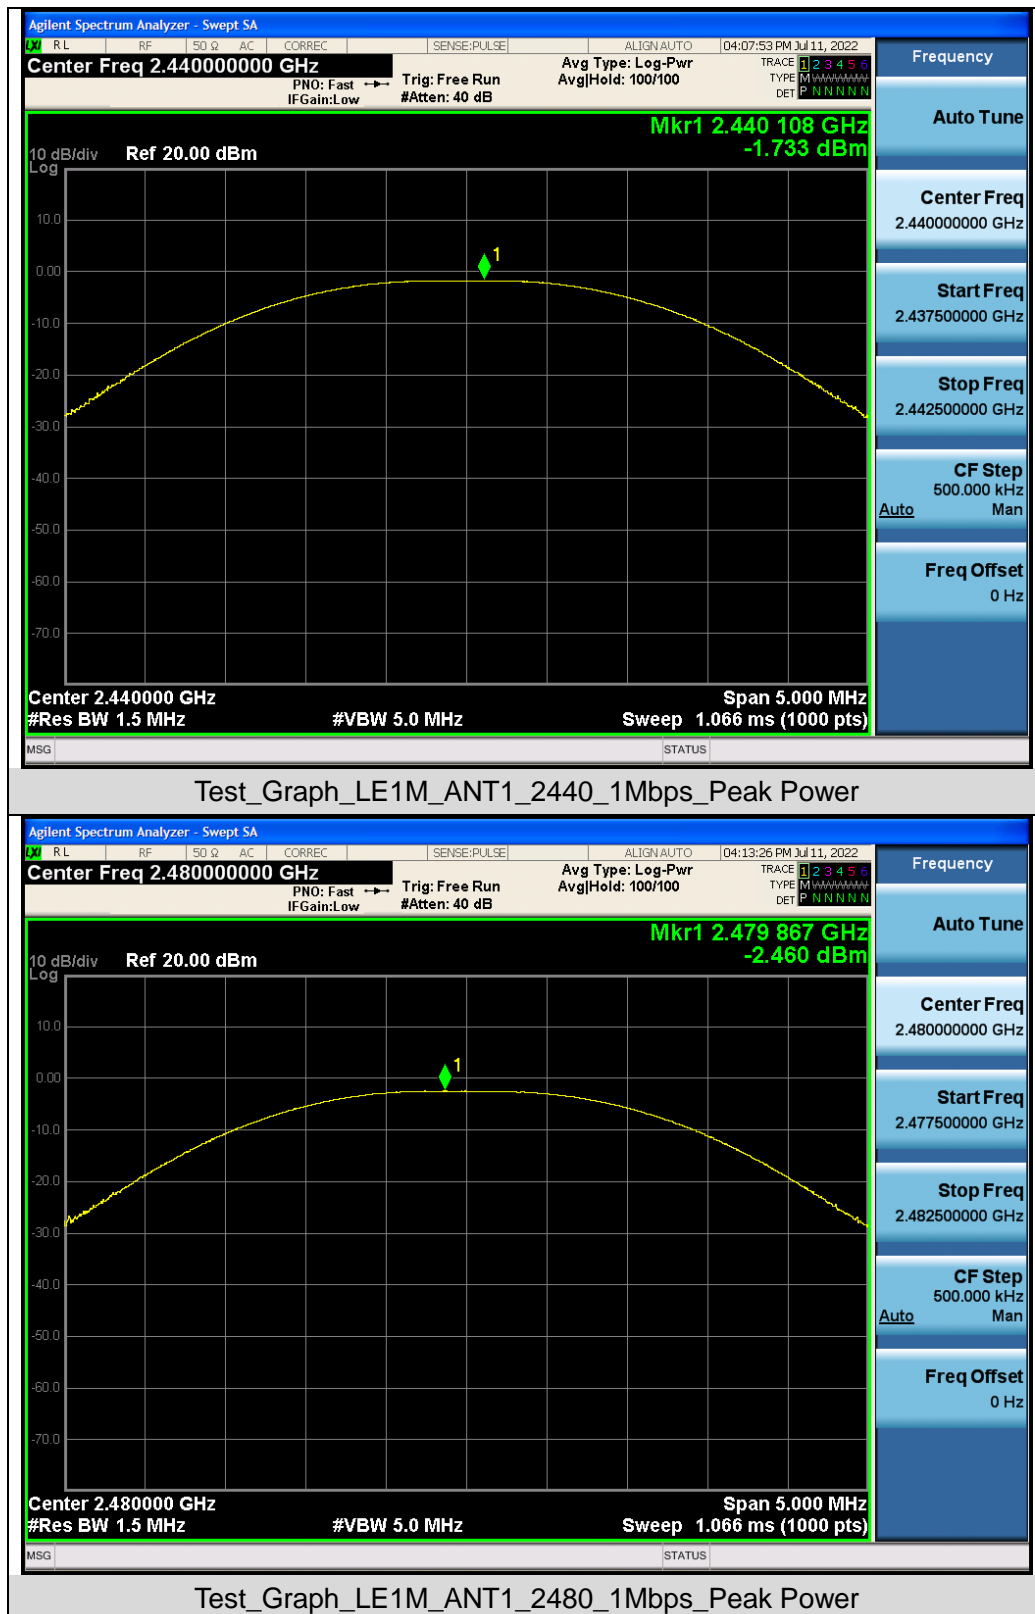 Agilent Spectrum Analyzer - Swept SA
LXI RL RF 50 Ω AC CORREC SENSE:PULSE ALIGN AUTO 04:07:53 PM Jul 11, 2022
Center Freq 2.440000000 GHz
PNO: Fast
IFGain:Low
Trig: Free Run
#Atten: 40 dB
Avg Type: Log-Pwr
Avg|Hold: 100/100
TRACE 1 2 3 4 5 6
TYPE M WWWWW
DET P N N N N N
Frequency
Mkr1 2.440 108 GHz
-1.733 dBm
10 dB/div Ref 20.00 dBm
Log
10.0
0.00
-10.0
-20.0
-30.0
-40.0
-50.0
-60.0
-70.0
1
Center 2.440000 GHz Span 5.000 MHz
#Res BW 1.5 MHz #VBW 5.0 MHz Sweep 1.066 ms (1000 pts)
MSG STATUS
Auto Tune
Center Freq
2.440000000 GHz
Start Freq
2.437500000 GHz
Stop Freq
2.442500000 GHz
CF Step
500.000 kHz
Auto Man
Freq Offset
0 Hz
Test_Graph_LE1M_ANT1_2440_1Mbps_Peak Power
Agilent Spectrum Analyzer - Swept SA
LXI RL RF 50 Ω AC CORREC SENSE:PULSE ALIGN AUTO 04:13:26 PM Jul 11, 2022
Center Freq 2.480000000 GHz
PNO: Fast
IFGain:Low
Trig: Free Run
#Atten: 40 dB
Avg Type: Log-Pwr
Avg|Hold: 100/100
TRACE 1 2 3 4 5 6
TYPE M WWWWW
DET P N N N N N
Frequency
Mkr1 2.479 867 GHz
-2.460 dBm
10 dB/div Ref 20.00 dBm
Log
10.0
0.00
-10.0
-20.0
-30.0
-40.0
-50.0
-60.0
-70.0
1
Center 2.480000 GHz Span 5.000 MHz
#Res BW 1.5 MHz #VBW 5.0 MHz Sweep 1.066 ms (1000 pts)
MSG STATUS
Auto Tune
Center Freq
2.480000000 GHz
Start Freq
2.477500000 GHz
Stop Freq
2.482500000 GHz
CF Step
500.000 kHz
Auto Man
Freq Offset
0 Hz
Test_Graph_LE1M_ANT1_2480_1Mbps_Peak Power